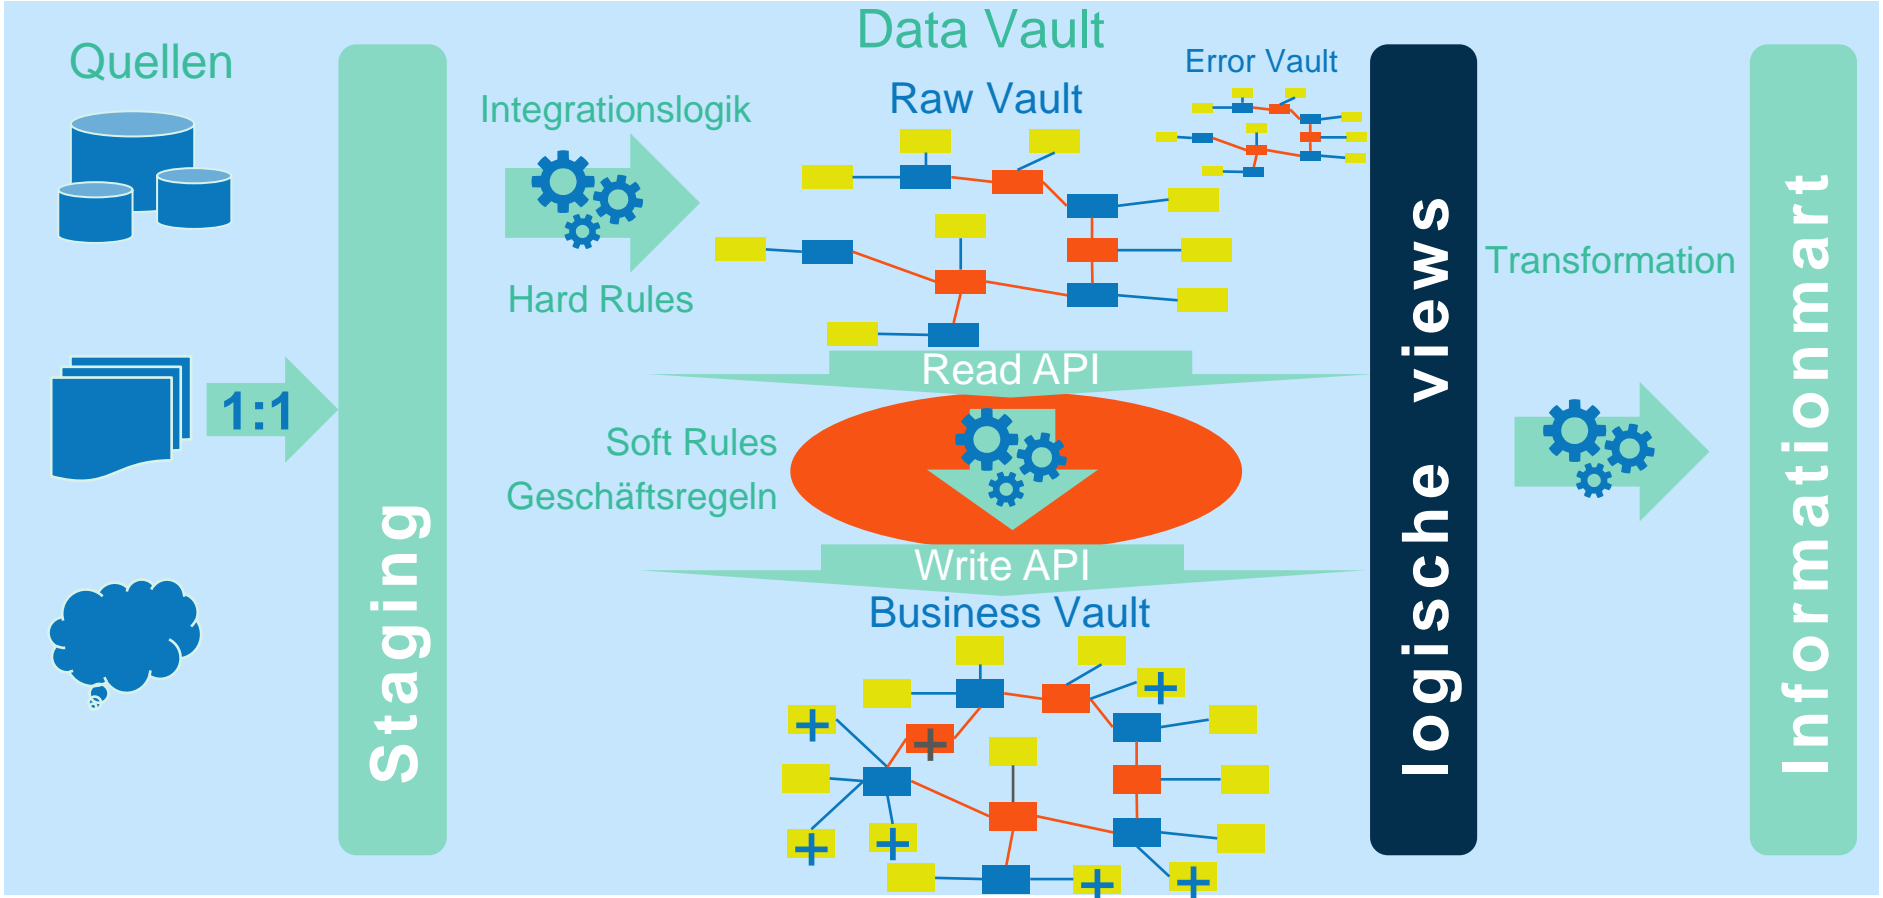 Quellen
1:1
Staging
Integrationslogik
Hard Rules
Data Vault
Raw Vault
Error Vault
Read API
Soft Rules
Geschäftsregeln
Write API
Business Vault
logische views
Transformation
Informationmart